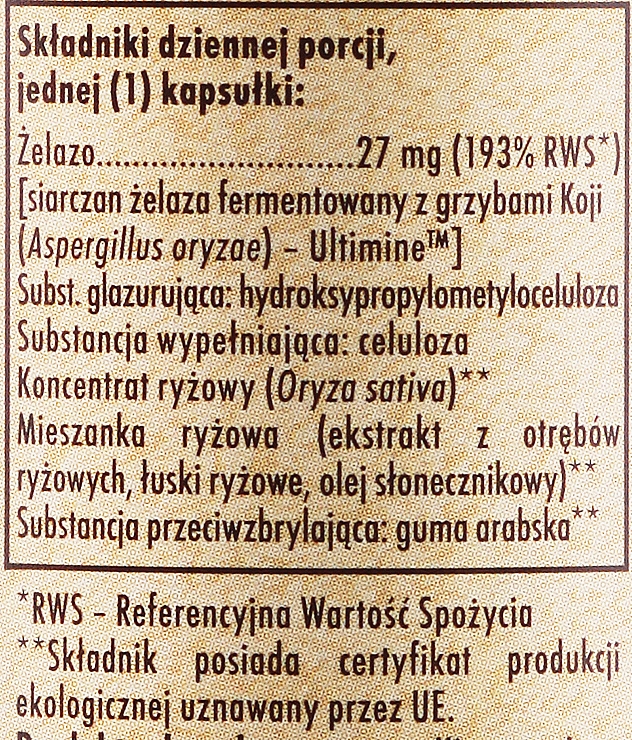 Składniki dziennej porcji,
jednej (1) kapsułki:
Żelazo............................27 mg (193% RWS*)
[siarczan żelaza fermentowany z grzybami Koji
(Aspergillus oryzae) – Ultimine™]
Subst. glazurująca: hydroksypropylometyloceluloza
Substancja wypełniająca: celuloza
Koncentrat ryżowy (Oryza sativa)**
Mieszanka ryżowa (ekstrakt z otrębów
ryżowych, łuski ryżowe, olej słonecznikowy)**
Substancja przeciwzbrylająca: guma arabska**
*RWS – Referencyjna Wartość Spożycia
**Składnik posiada certyfikat produkcji
ekologicznej uznawany przez UE.